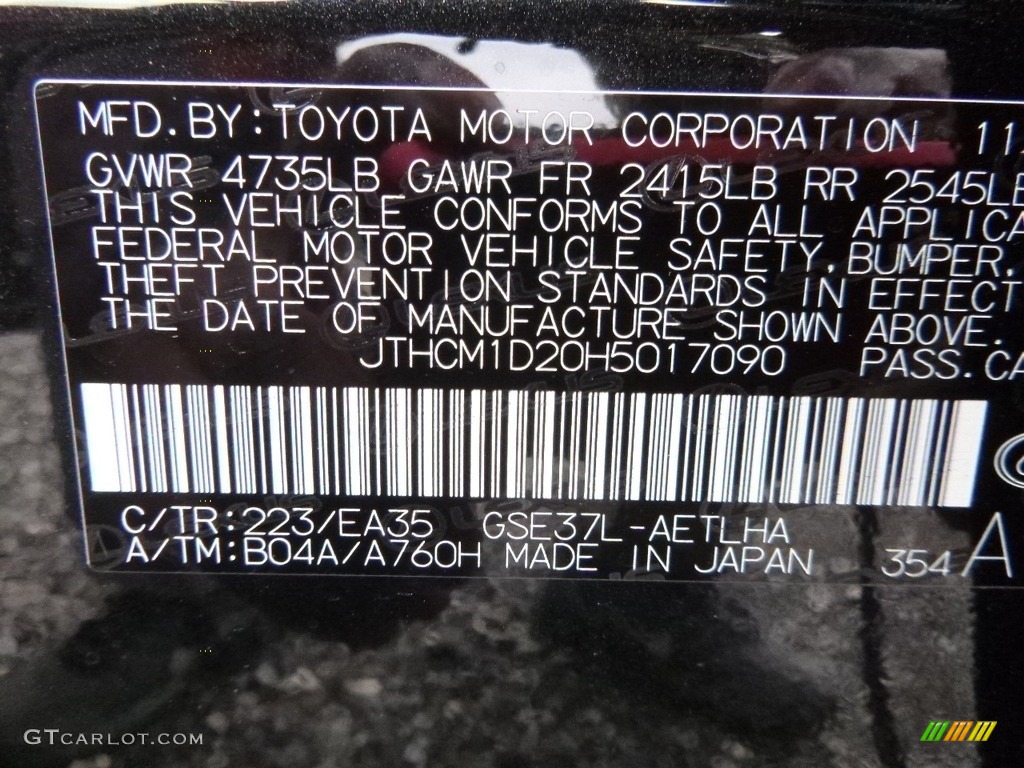 MFD.BY:TOYOTA MOTOR CORPORATION 11
GVWR 4735LB GAWR FR 2415LB RR 2545LB
THIS VEHICLE CONFORMS TO ALL APPLICA
FEDERAL MOTOR VEHICLE SAFETY,BUMPER,
THEFT PREVENTION STANDARDS IN EFFECT
THE DATE OF MANUFACTURE SHOWN ABOVE.
JTHCM1D20H5017090 PASS.CA
C/TR:223/EA35 GSE37L-AETLHA
A/TM:B04A/A760H MADE IN JAPAN 354 A
GTCARLOT.COM